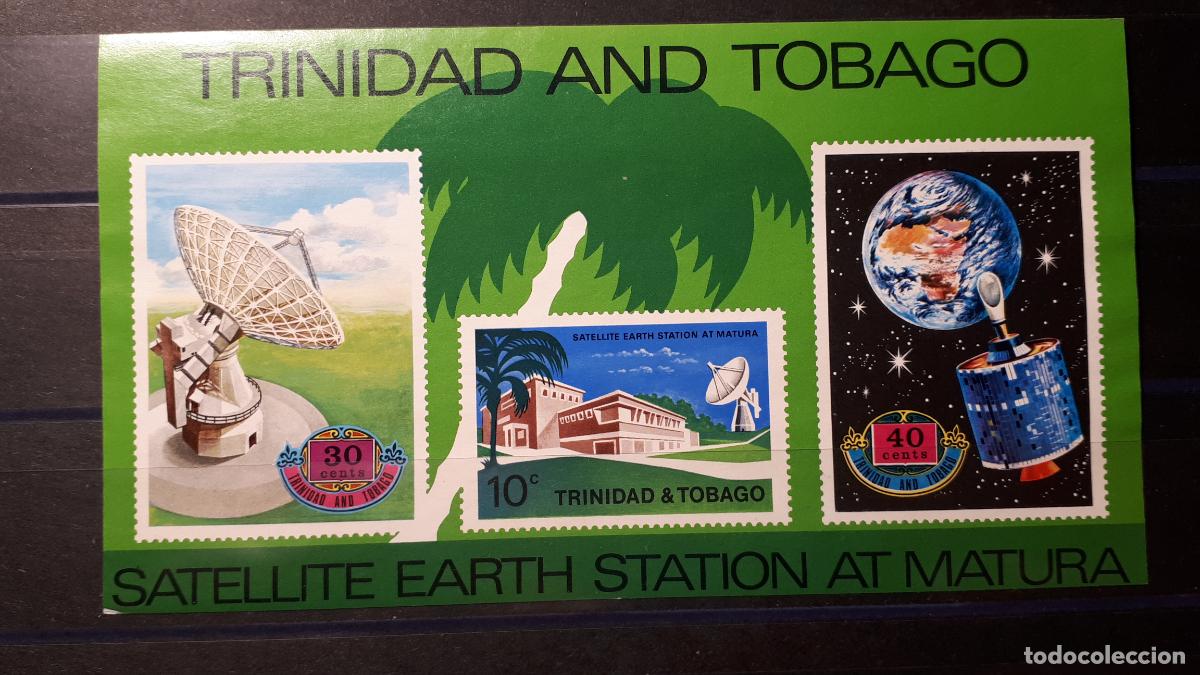 TRINIDAD AND TOBAGO
30
cents
TRINIDAD AND TOBAGO
SATELLITE EARTH STATION AT MATURA
10c
TRINIDAD & TOBAGO
40
cents
TRINIDAD AND TOBAGO
SATELLITE EARTH STATION AT MATURA
todocoleccion